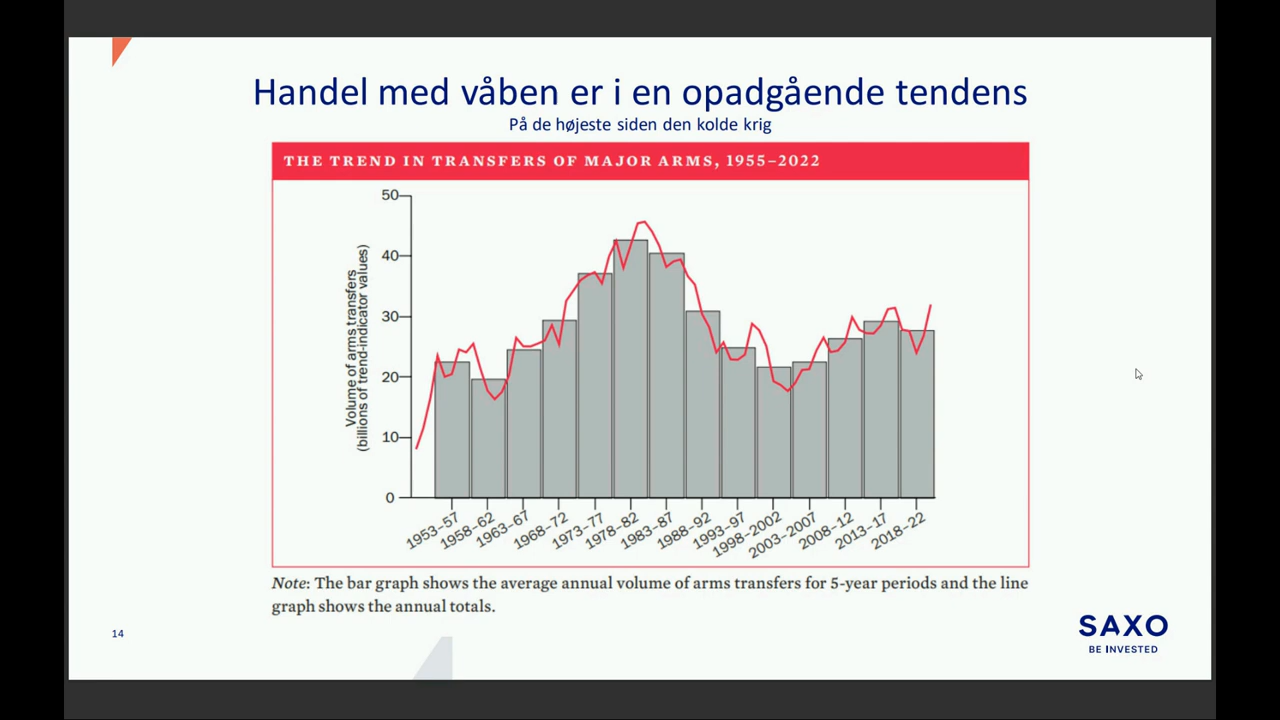 Handel med våben er i en opadgående tendens
På de højeste siden den kolde krig
THE TREND IN TRANSFERS OF MAJOR ARMS, 1955–2022
Volume of arms transfers
(billions of trend-indicator values)
50
40
30
20
10
0
1953–57
1958–62
1963–67
1968–72
1973–77
1978–82
1983–87
1988–92
1993–97
1998–2002
2003–2007
2008–12
2013–17
2018–22
Note: The bar graph shows the average annual volume of arms transfers for 5-year periods and the line
graph shows the annual totals.
14
SAXO
BE INVESTED